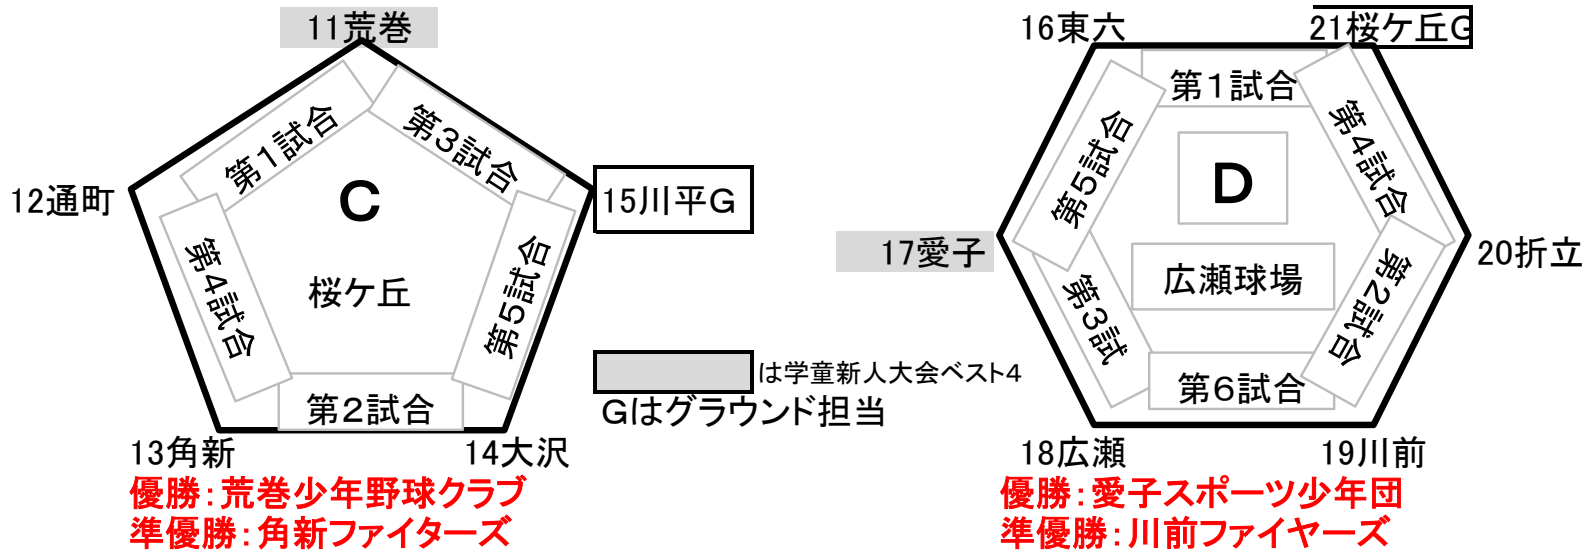 11荒巻
第1試合
第3試合
12通町
C
15川平G
第4試合
桜ケ丘
第5試合
第2試合
13角新
14大沢
優勝:荒巻少年野球クラブ
準優勝:角新ファイターズ
は学童新人大会ベスト4
Gはグラウンド担当
16東六
21桜ケ丘G
第1試合
第5試合
第4試合
D
17愛子
広瀬球場
20折立
第3試
第2試合
第6試合
18広瀬
19川前
優勝:愛子スポーツ少年団
準優勝:川前ファイヤーズ